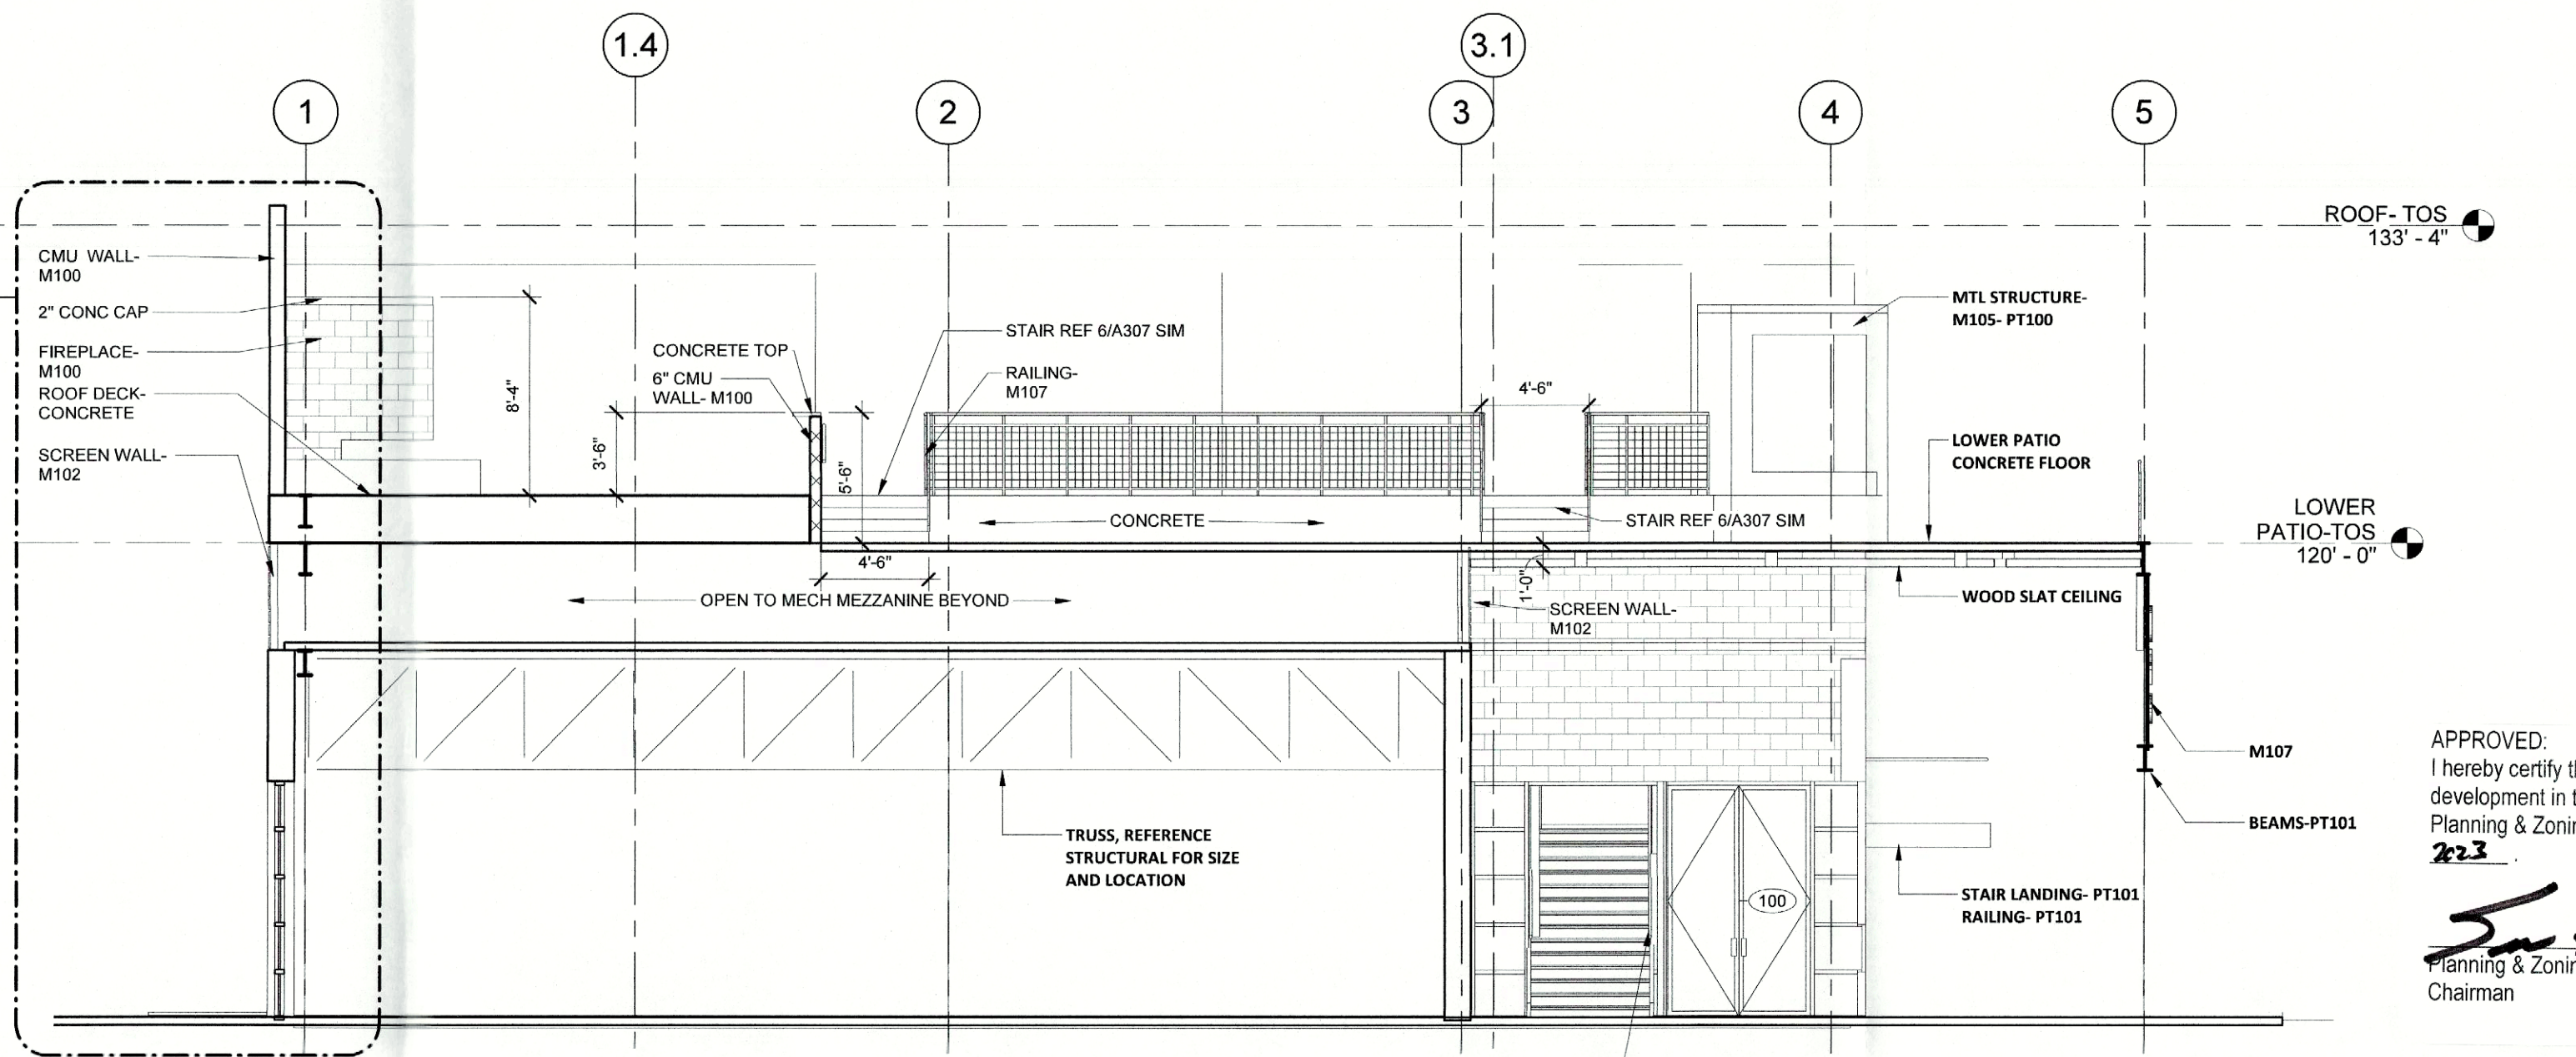 1.4
3.1
1
2
3
4
5
ROOF- TOS
133' - 4"
CMU WALL-
M100
2" CONC CAP
FIREPLACE-
M100
ROOF DECK-
CONCRETE
SCREEN WALL-
M102
8'-4"
3'-6"
CONCRETE TOP
6" CMU
WALL- M100
5'-6"
STAIR REF 6/A307 SIM
RAILING-
M107
4'-6"
MTL STRUCTURE-
M105- PT100
LOWER PATIO
CONCRETE FLOOR
CONCRETE
STAIR REF 6/A307 SIM
LOWER
PATIO-TOS
120' - 0"
4'-6"
OPEN TO MECH MEZZANINE BEYOND
1'-0"
SCREEN WALL-
M102
WOOD SLAT CEILING
TRUSS, REFERENCE
STRUCTURAL FOR SIZE
AND LOCATION
100
M107
BEAMS-PT101
STAIR LANDING- PT101
RAILING- PT101
APPROVED:
I hereby certify
development in
Planning &
2023
Planning &
Chairman